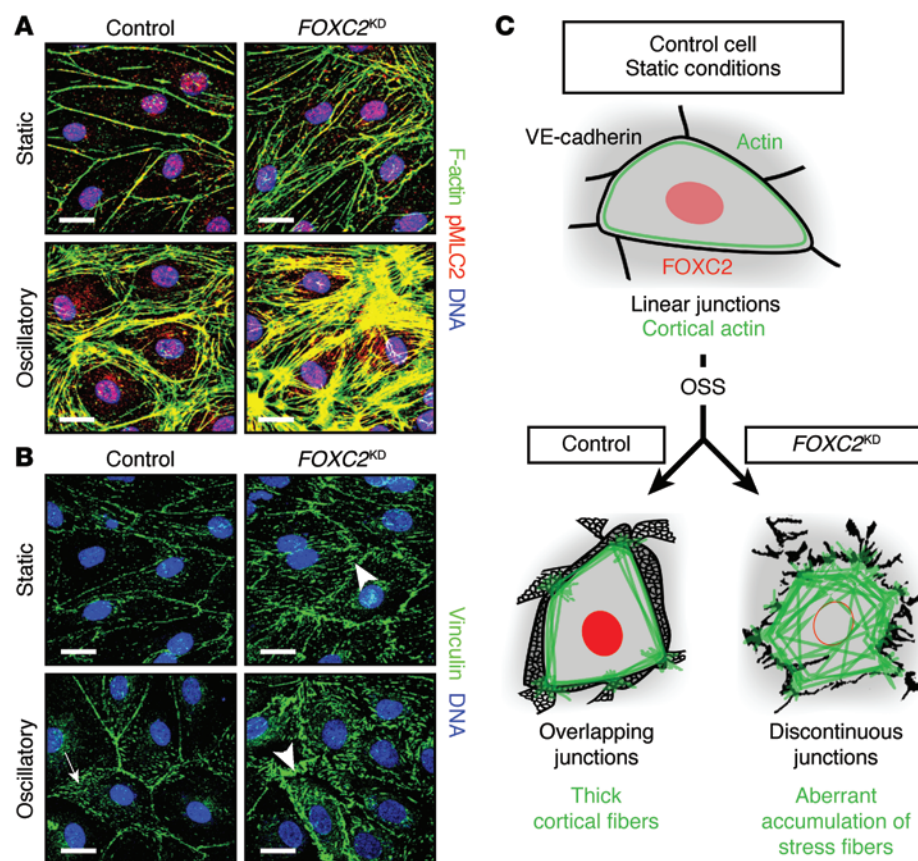 A
Control
FOXC2KD
Static
Oscillatory
F-actin pMLC2 DNA
B
Control
FOXC2KD
Static
Oscillatory
Vinculin DNA
C
Control cell
Static conditions
VE-cadherin
Actin
FOXC2
Linear junctions
Cortical actin
OSS
Control
FOXC2KD
Overlapping
junctions
Thick
cortical fibers
Discontinuous
junctions
Aberrant
accumulation of
stress fibers